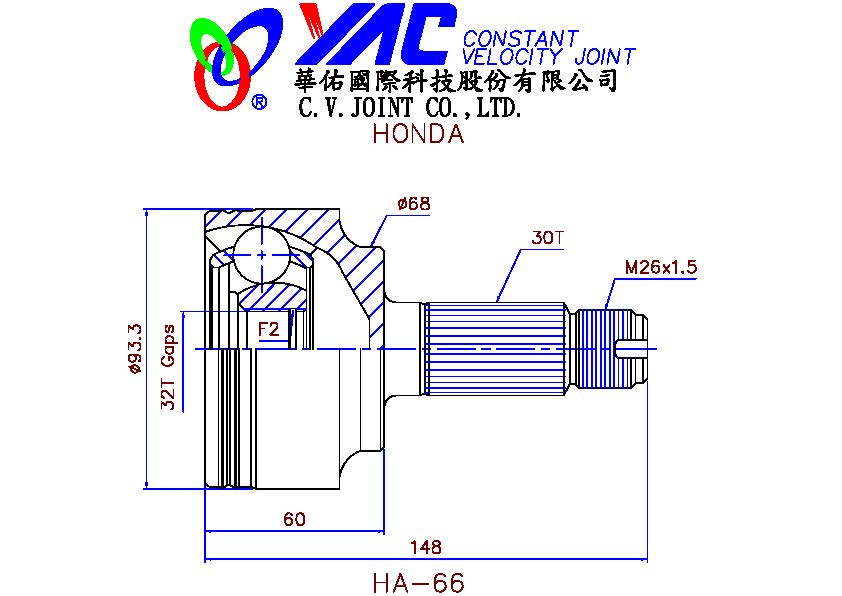 YAC CONSTANT
VELOCITY JOINT
®
華佑國際科技股份有限公司
C.V.JOINT CO.,LTD.
HONDA
ø68
30T
M26x1.5
F2
ø93.3
32T Gaps
60
148
HA-66